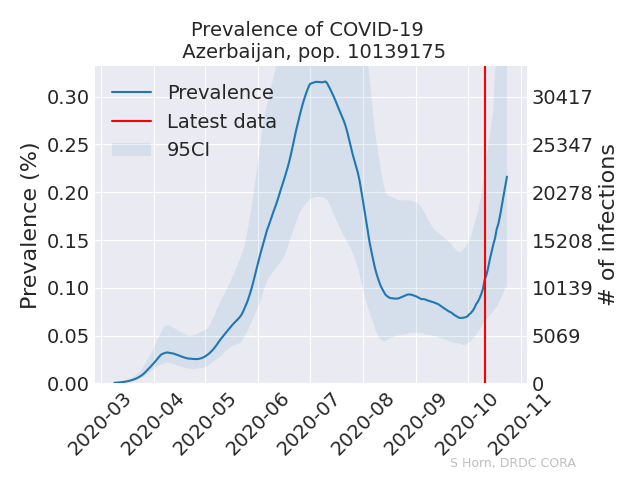 Prevalence of COVID-19
Azerbaijan, pop. 10139175
Prevalence
Latest data
95CI
Prevalence (%)
0.30
0.25
0.20
0.15
0.10
0.05
0.00
30417
25347
20278
15208
10139
5069
0
# of infections
2020-03
2020-04
2020-05
2020-06
2020-07
2020-08
2020-09
2020-10
2020-11
S Horn, DRDC CORA